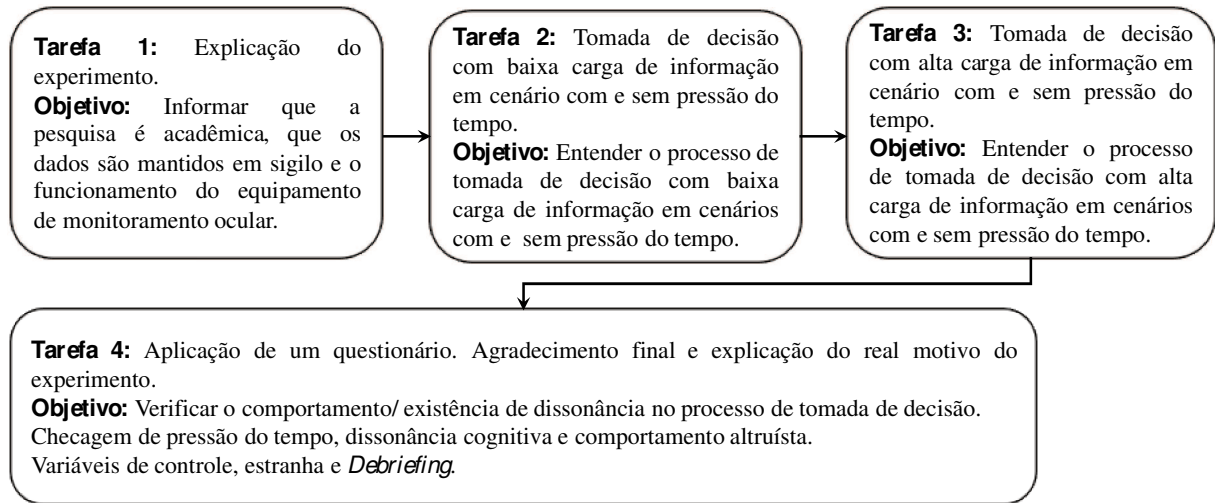 Tarefa 1: Explicação do
experimento.
Objetivo: Informar que a
pesquisa é acadêmica, que os
dados são mantidos em sigilo e o
funcionamento do equipamento
de monitoramento ocular.
Tarefa 2: Tomada de decisão
com baixa carga de informação
em cenário com e sem pressão do
tempo.
Objetivo: Entender o processo de
tomada de decisão com baixa
carga de informação em cenários
com e sem pressão do tempo.
Tarefa 3: Tomada de decisão
com alta carga de informação em
cenário com e sem pressão do
tempo.
Objetivo: Entender o processo
de tomada de decisão com alta
carga de informação em cenários
com e sem pressão do tempo.
Tarefa 4: Aplicação de um questionário. Agradecimento final e explicação do real motivo do
experimento.
Objetivo: Verificar o comportamento/ existência de dissonância no processo de tomada de decisão.
Checagem de pressão do tempo, dissonância cognitiva e comportamento altruísta.
Variáveis de controle, estranha e Debriefing.